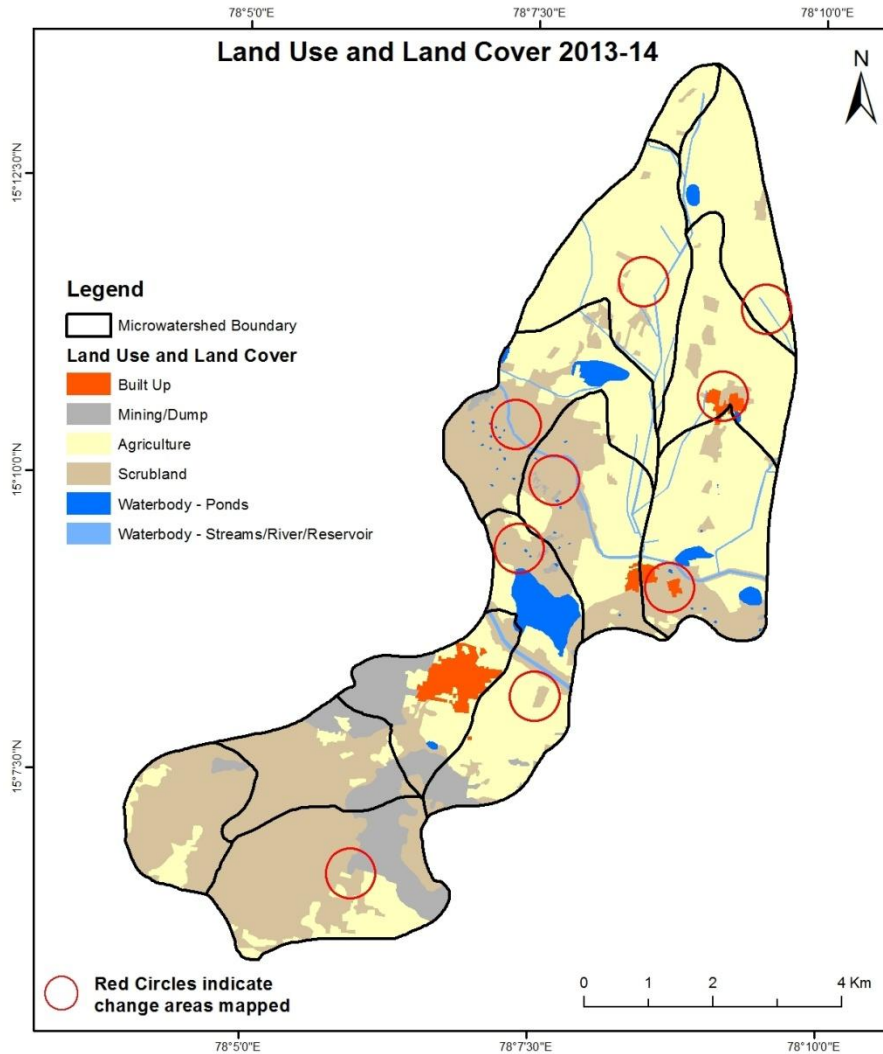 78°5'0"E
78°7'30"E
78°10'0"E
Land Use and Land Cover 2013-14
N
15°12'30"N
Legend
Microwatershed Boundary
Land Use and Land Cover
Built Up
Mining/Dump
Agriculture
Scrubland
Waterbody - Ponds
Waterbody - Streams/River/Reservoir
15°10'0"N
15°7'30"N
Red Circles indicate
change areas mapped
0 1 2 4 Km
78°5'0"E
78°7'30"E
78°10'0"E